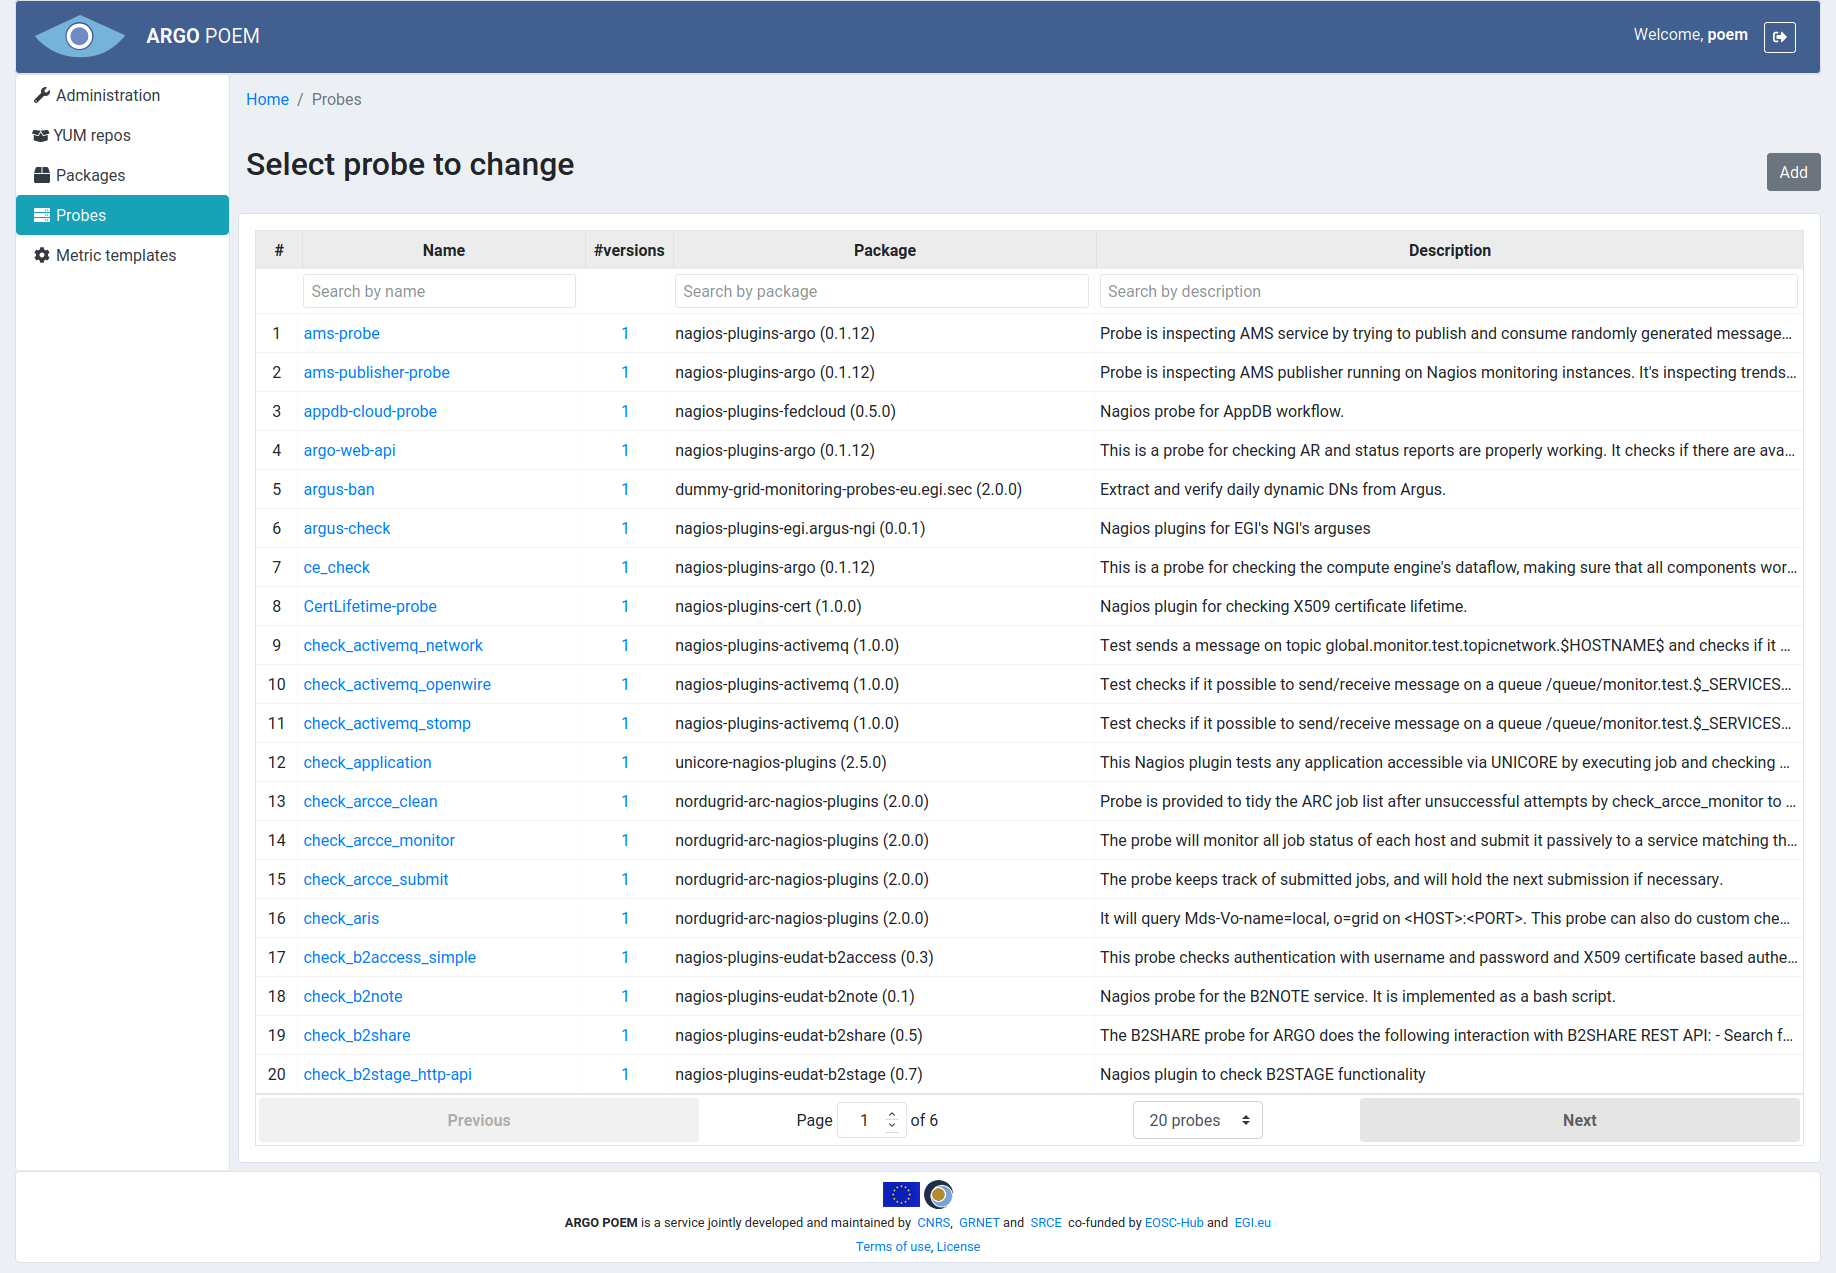 ARGO POEM
Welcome, poem
Administration
YUM repos
Packages
Probes
Metric templates
Home / Probes
Select probe to change
Add
# Name #versions Package Description
Search by name Search by package Search by description
1 ams-probe 1 nagios-plugins-argo (0.1.12) Probe is inspecting AMS service by trying to publish and consume randomly generated message...
2 ams-publisher-probe 1 nagios-plugins-argo (0.1.12) Probe is inspecting AMS publisher running on Nagios monitoring instances. It's inspecting trends...
3 appdb-cloud-probe 1 nagios-plugins-fedcloud (0.5.0) Nagios probe for AppDB workflow.
4 argo-web-api 1 nagios-plugins-argo (0.1.12) This is a probe for checking AR and status reports are properly working. It checks if there are ava...
5 argus-ban 1 dummy-grid-monitoring-probes-eu.egi.sec (2.0.0) Extract and verify daily dynamic DNs from Argus.
6 argus-check 1 nagios-plugins-egi.argus-ngi (0.0.1) Nagios plugins for EGI's NGI's arguses
7 ce_check 1 nagios-plugins-argo (0.1.12) This is a probe for checking the compute engine's dataflow, making sure that all components wor...
8 CertLifetime-probe 1 nagios-plugins-cert (1.0.0) Nagios plugin for checking X509 certificate lifetime.
9 check_activemq_network 1 nagios-plugins-activemq (1.0.0) Test sends a message on topic global.monitor.test.topicnetwork.$HOSTNAME$ and checks if it ...
10 check_activemq_openwire 1 nagios-plugins-activemq (1.0.0) Test checks if it possible to send/receive message on a queue /queue/monitor.test.$_SERVICES...
11 check_activemq_stomp 1 nagios-plugins-activemq (1.0.0) Test checks if it possible to send/receive message on a queue /queue/monitor.test.$_SERVICES...
12 check_application 1 unicore-nagios-plugins (2.5.0) This Nagios plugin tests any application accessible via UNICORE by executing job and checking ...
13 check_arcce_clean 1 nordugrid-arc-nagios-plugins (2.0.0) Probe is provided to tidy the ARC job list after unsuccessful attempts by check_arcce_monitor to ...
14 check_arcce_monitor 1 nordugrid-arc-nagios-plugins (2.0.0) The probe will monitor all job status of each host and submit it passively to a service matching th...
15 check_arcce_submit 1 nordugrid-arc-nagios-plugins (2.0.0) The probe keeps track of submitted jobs, and will hold the next submission if necessary.
16 check_aris 1 nordugrid-arc-nagios-plugins (2.0.0) It will query Mds-Vo-name=local, o=grid on <HOST>:<PORT>. This probe can also do custom che...
17 check_b2access_simple 1 nagios-plugins-eudat-b2access (0.3) This probe checks authentication with username and password and X509 certificate based authe...
18 check_b2note 1 nagios-plugins-eudat-b2note (0.1) Nagios probe for the B2NOTE service. It is implemented as a bash script.
19 check_b2share 1 nagios-plugins-eudat-b2share (0.5) The B2SHARE probe for ARGO does the following interaction with B2SHARE REST API: - Search f...
20 check_b2stage_http-api 1 nagios-plugins-eudat-b2stage (0.7) Nagios plugin to check B2STAGE functionality
Previous Page 1 of 6 20 probes Next
ARGO POEM is a service jointly developed and maintained by CNRS, GRNET and SRCE co-funded by EOSC-Hub and EGI.eu
Terms of use, License